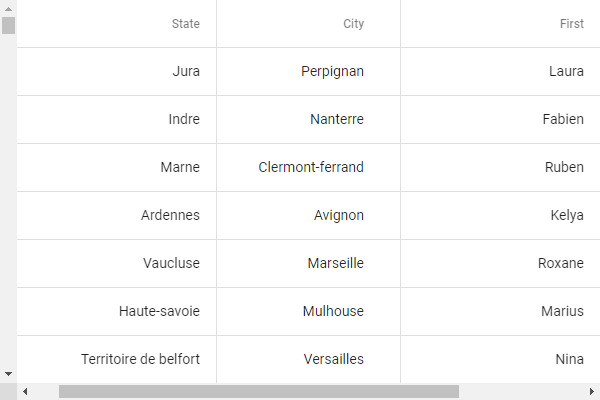 State City First
Jura Perpignan Laura
Indre Nanterre Fabien
Marne Clermont-ferrand Ruben
Ardennes Avignon Kelya
Vaucluse Marseille Roxane
Haute-savoie Mulhouse Marius
Territoire de belfort Versailles Nina